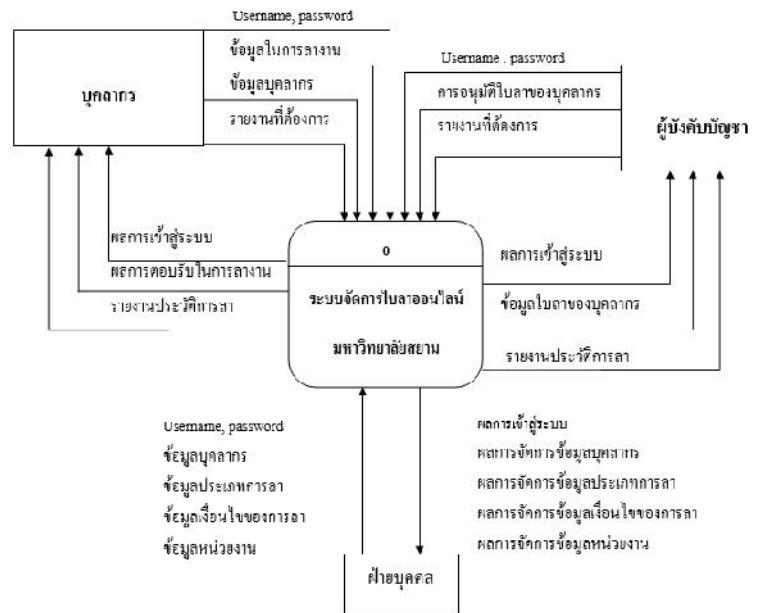 Username, password
ข้อมูลในการลางาน
ข้อมูลบุคลากร
รายงานที่ต้องการ
บุคลากร
Username . password
การอนุมัติใบลาของบุคลากร
รายงานที่ต้องการ
ผู้บังคับบัญชา
ผลการเข้าสู่ระบบ
ผลการตอบรับในการลางาน
รายงานประวัติการลา
0
ระบบจัดการใบลาออนไลน์
มหาวิทยาลัยสยาม
ผลการเข้าสู่ระบบ
ข้อมูลใบลาของบุคลากร
รายงานประวัติการลา
Username, password
ข้อมูลบุคลากร
ข้อมูลประเภทการลา
ข้อมูลเงื่อนไขของการลา
ข้อมูลหน่วยงาน
ผลการเข้าสู่ระบบ
ผลการจัดการข้อมูลบุคลากร
ผลการจัดการข้อมูลประเภทการลา
ผลการจัดการข้อมูลเงื่อนไขของการลา
ผลการจัดการข้อมูลหน่วยงาน
ฝ่ายบุคคล